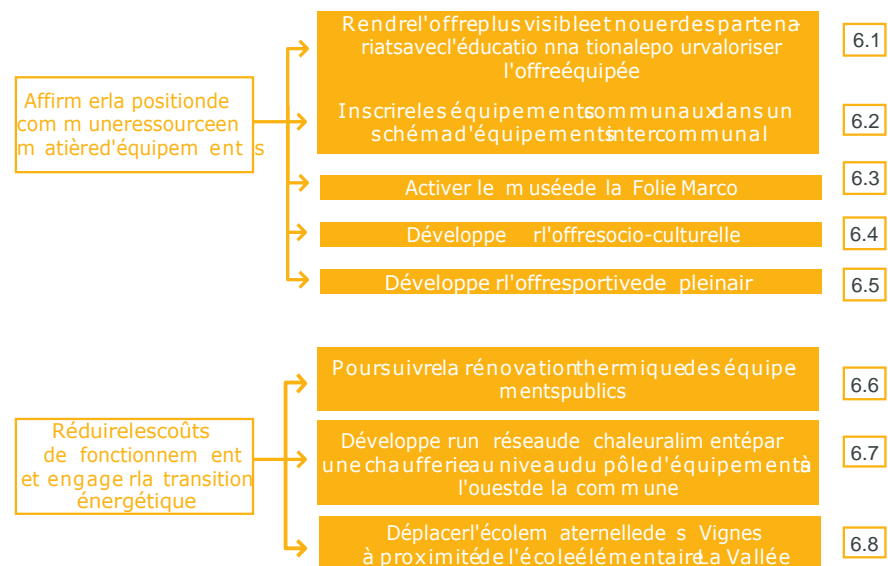 Rendre l'offre plus visible et nouer des partena-
riats avec l'éducation nationale pour valoriser
l'offre équipée
6.1
Affirmer la position de
commune ressource en
matière d'équipements
Inscrire les équipements communaux dans un
schéma d'équipements intercommunal
6.2
Activer le musée de la Folie Marco
6.3
Développer l'offre socio-culturelle
6.4
Développer l'offre sportive de plein air
6.5
Poursuivre la rénovation thermique des équipe-
ments publics
6.6
Réduire les coûts
de fonctionnement
et engager la transition
énergétique
Développer un réseau de chaleur alimenté par
une chaufferie au niveau du pôle d'équipements à
l'ouest de la commune
6.7
Déplacer l'école maternelle des Vignes
à proximité de l'école élémentaire La Vallée
6.8